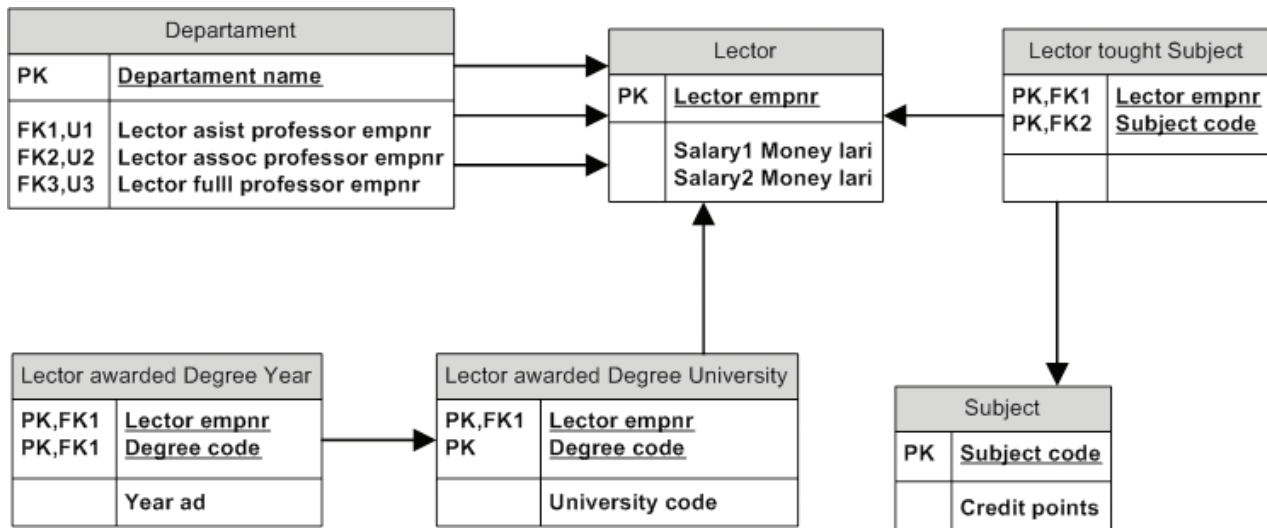 Departament
PK Departament name
FK1,U1 Lector asist professor empnr
FK2,U2 Lector assoc professor empnr
FK3,U3 Lector fulll professor empnr
Lector
PK Lector empnr
Salary1 Money lari
Salary2 Money lari
Lector tought Subject
PK,FK1 Lector empnr
PK,FK2 Subject code
Lector awarded Degree Year
PK,FK1 Lector empnr
PK,FK1 Degree code
Year ad
Lector awarded Degree University
PK,FK1 Lector empnr
PK Degree code
University code
Subject
PK Subject code
Credit points